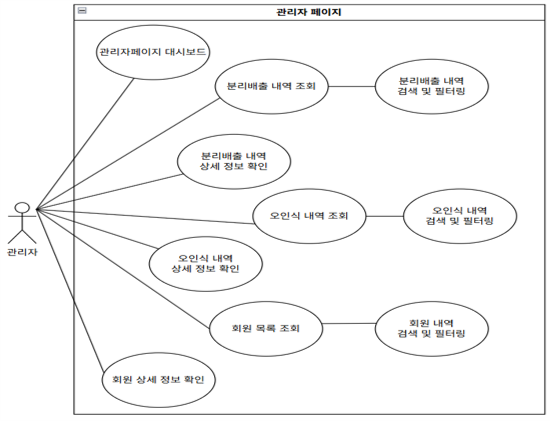 관리자 페이지
관리자페이지 대시보드
분리배출 내역 조회
분리배출 내역
검색 및 필터링
분리배출 내역
상세 정보 확인
오인식 내역 조회
오인식 내역
검색 및 필터링
관리자
오인식 내역
상세 정보 확인
회원 목록 조회
회원 내역
검색 및 필터링
회원 상세 정보 확인